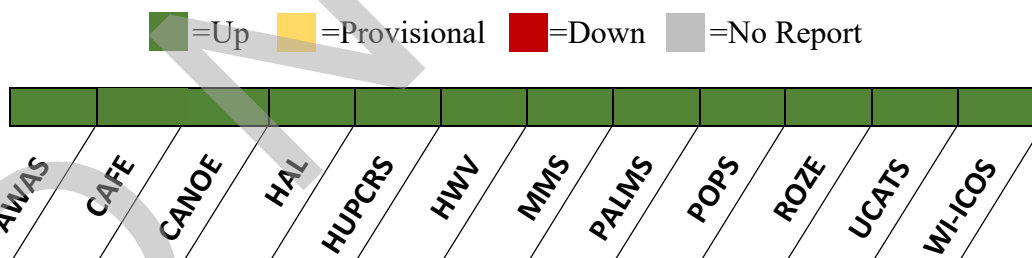 =Up =Provisional =Down =No Report
AWAS CAFE CANOE HAL HUPCRS HWV MMS PALMS POPS ROZE UCATS WI-ICOS